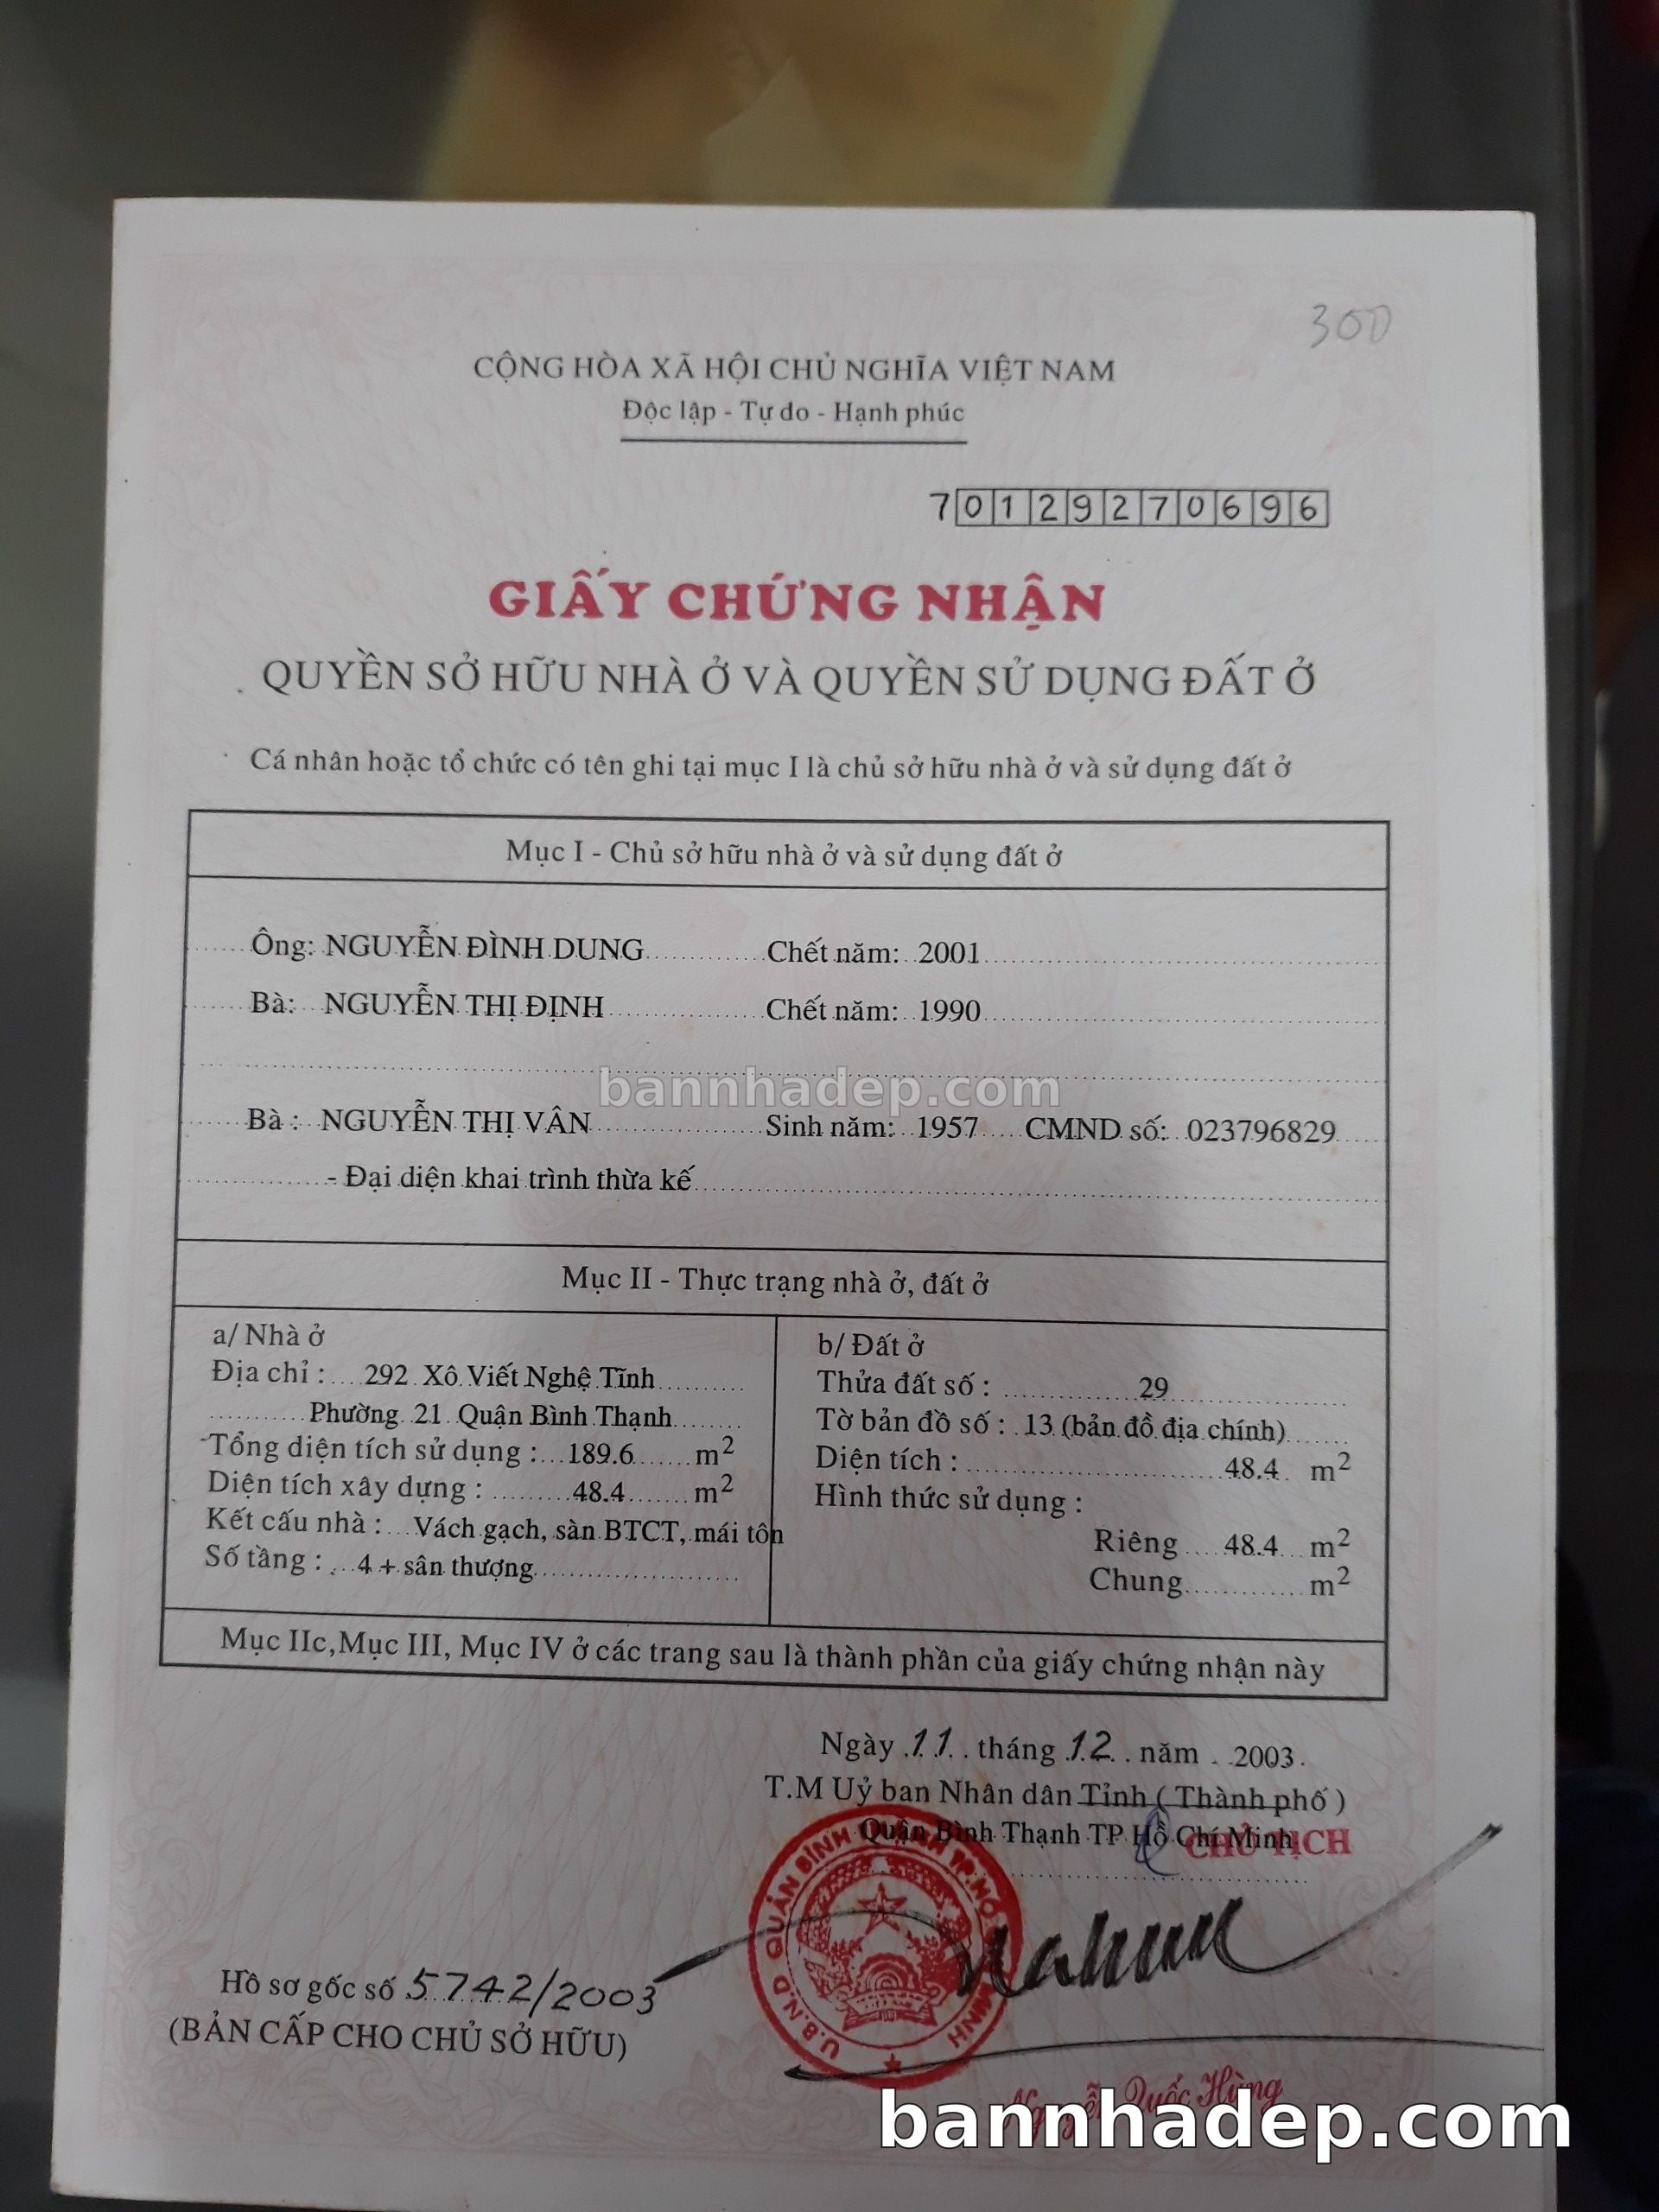 300
CỘNG HÒA XÃ HỘI CHỦ NGHĨA VIỆT NAM
Độc lập - Tự do - Hạnh phúc
70129270696
GIẤY CHỨNG NHẬN
QUYỀN SỞ HỮU NHÀ Ở VÀ QUYỀN SỬ DỤNG ĐẤT Ở
Cá nhân hoặc tổ chức có tên ghi tại mục I là chủ sở hữu nhà ở và sử dụng đất ở
Mục I - Chủ sở hữu nhà ở và sử dụng đất ở
Ông: NGUYỄN ĐÌNH DUNG Chết năm: 2001
Bà: NGUYỄN THỊ ĐỊNH Chết năm: 1990
bannhadep.com
Bà : NGUYỄN THỊ VÂN Sinh năm: 1957 CMND số: 023796829
- Đại diện khai trình thừa kế
Mục II - Thực trạng nhà ở, đất ở
a/ Nhà ở
Địa chỉ : 292 Xô Viết Nghệ Tĩnh
Phường 21 Quận Bình Thạnh
Tổng diện tích sử dụng : 189.6 m2
Diện tích xây dựng : 48.4 m2
Kết cấu nhà : Vách gạch, sàn BTCT, mái tôn
Số tầng : 4 + sân thượng
b/ Đất ở
Thửa đất số : 29
Tờ bản đồ số : 13 (bản đồ địa chính)
Diện tích : 48.4 m2
Hình thức sử dụng :
Riêng 48.4 m2
Chung m2
Mục IIc,Mục III, Mục IV ở các trang sau là thành phần của giấy chứng nhận này
Ngày 11 tháng 12 năm 2003
T.M Uỷ ban Nhân dân Tỉnh ( Thành phố )
Quận Bình Thạnh TP Hồ Chí Minh
CHỦ TỊCH
U.B.N.D QUẬN BÌNH THẠNH TP.HỒ CHÍ MINH
Hồ sơ gốc số 5742/2003
(BẢN CẤP CHO CHỦ SỞ HỮU)
Nguyễn Quốc Hùng
bannhadep.com